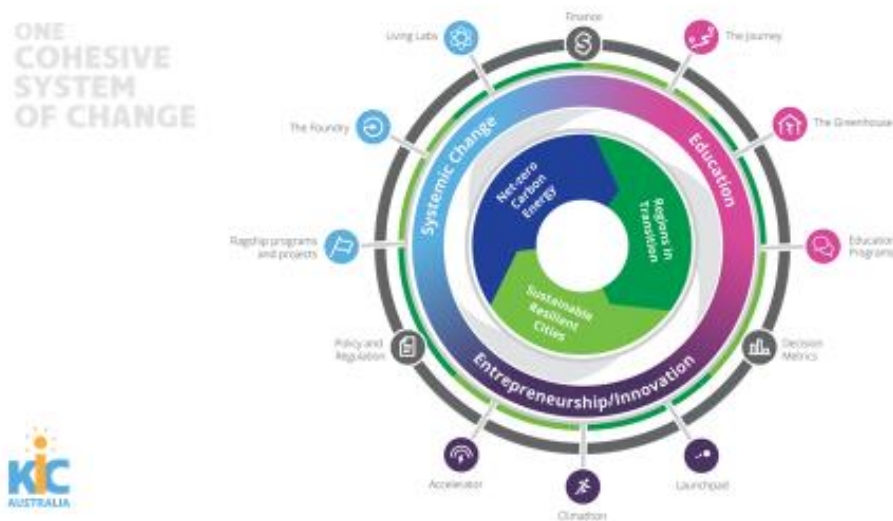 ONE
COHESIVE
SYSTEM
OF CHANGE
Finance
Living Labs
The Journey
The Foundry
The Greenhouse
Systemic Change
Education
Net-zero
Carbon
Energy
Regions in
Transition
Flagship programs
and projects
Education
Programs
Sustainable
Resilient
Cities
Policy and
Regulation
Decision
Metrics
Entrepreneurship/Innovation
Accelerator
Launchpad
Climathon
KiC
AUSTRALIA